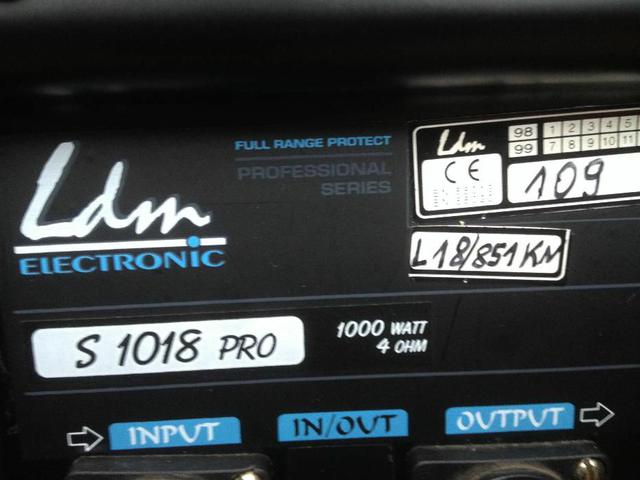 Ldm
ELECTRONIC
FULL RANGE PROTECT
PROFESSIONAL
SERIES
Ldm
98 1 2 3 4 5
99 7 8 9 10 11
CE
109
L18/851KM
S 1018 PRO
1000 WATT
4 OHM
INPUT
IN/OUT
OUTPUT